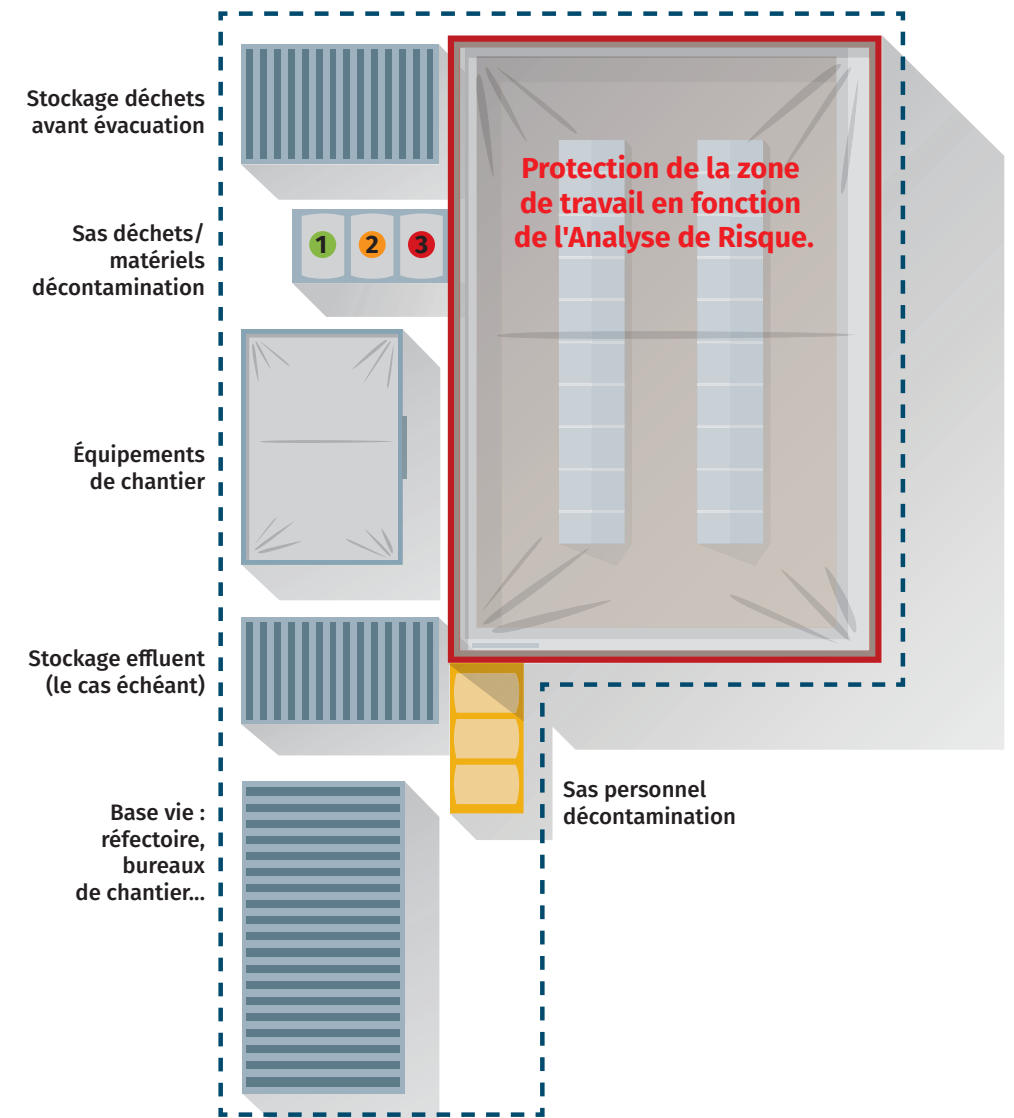 Stockage déchets
avant évacuation
Protection de la zone
de travail en fonction
de l'Analyse de Risque.
Sas déchets/
matériels
décontamination
1 2 3
Équipements
de chantier
Stockage effluent
(le cas échéant)
Sas personnel
décontamination
Base vie :
réfectoire,
bureaux
de chantier...